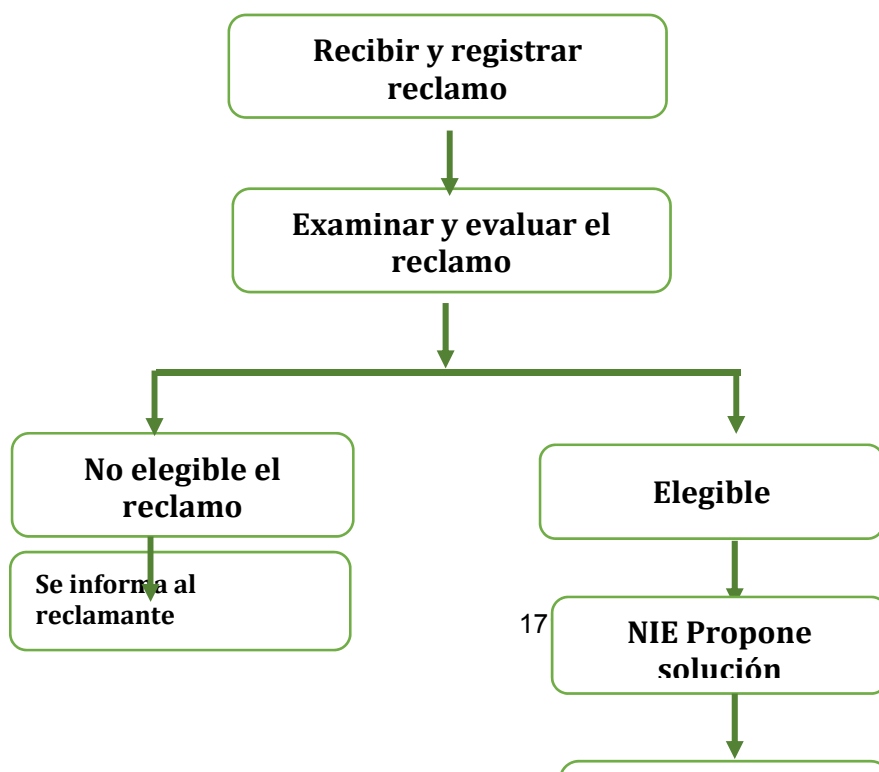 Recibir y registrar
reclamo
Examinar y evaluar el
reclamo
No elegible el
reclamo
Elegible
Se informa al
reclamante
17
NIE Propone
solución